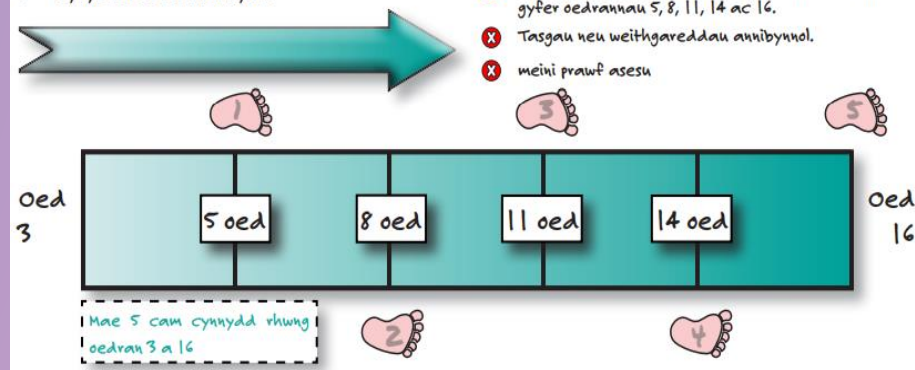 gyfer oedrannau 5, 8, 11, 14 ac 16.
X Tasgau neu weithgareddau annibynnol.
X meini prawf asesu
1
3
5
Oed
3
5 oed
8 oed
11 oed
14 oed
Oed
16
Mae 5 cam cynnydd rhwng
oedran 3 a 16
2
4